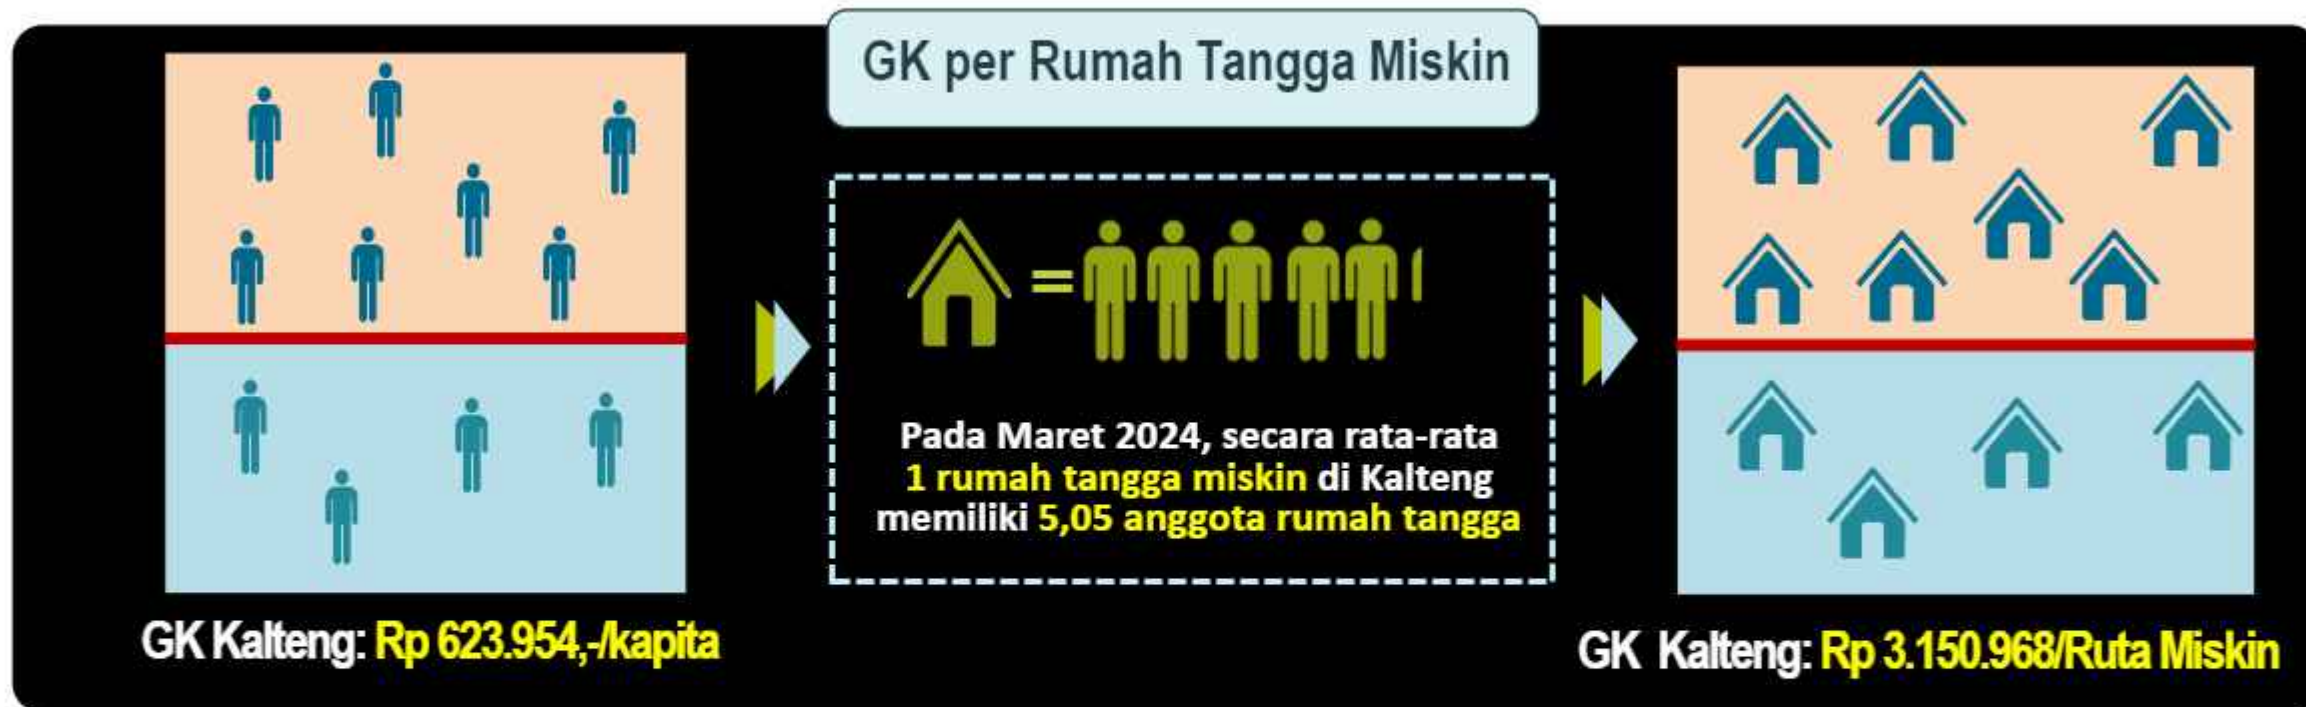 GK per Rumah Tangga Miskin
=
Pada Maret 2024, secara rata-rata
1 rumah tangga miskin di Kalteng
memiliki 5,05 anggota rumah tangga
GK Kalteng: Rp 623.954,-/kapita
GK Kalteng: Rp 3.150.968/Ruta Miskin